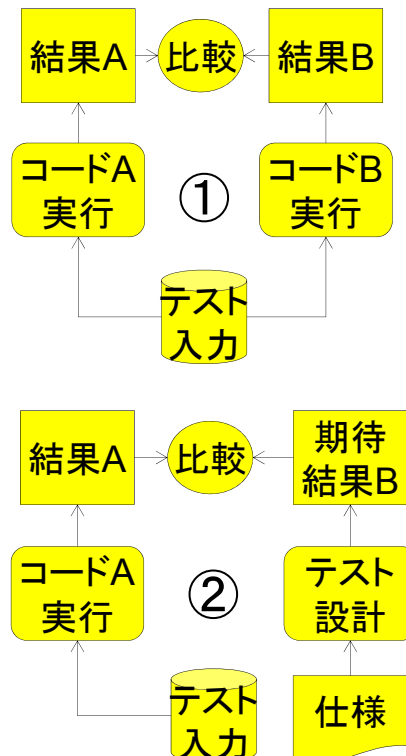 結果A
比較
結果B
コードA
実行
①
コードB
実行
テスト
入力
結果A
比較
期待
結果B
コードA
実行
②
テスト
設計
テスト
入力
仕様